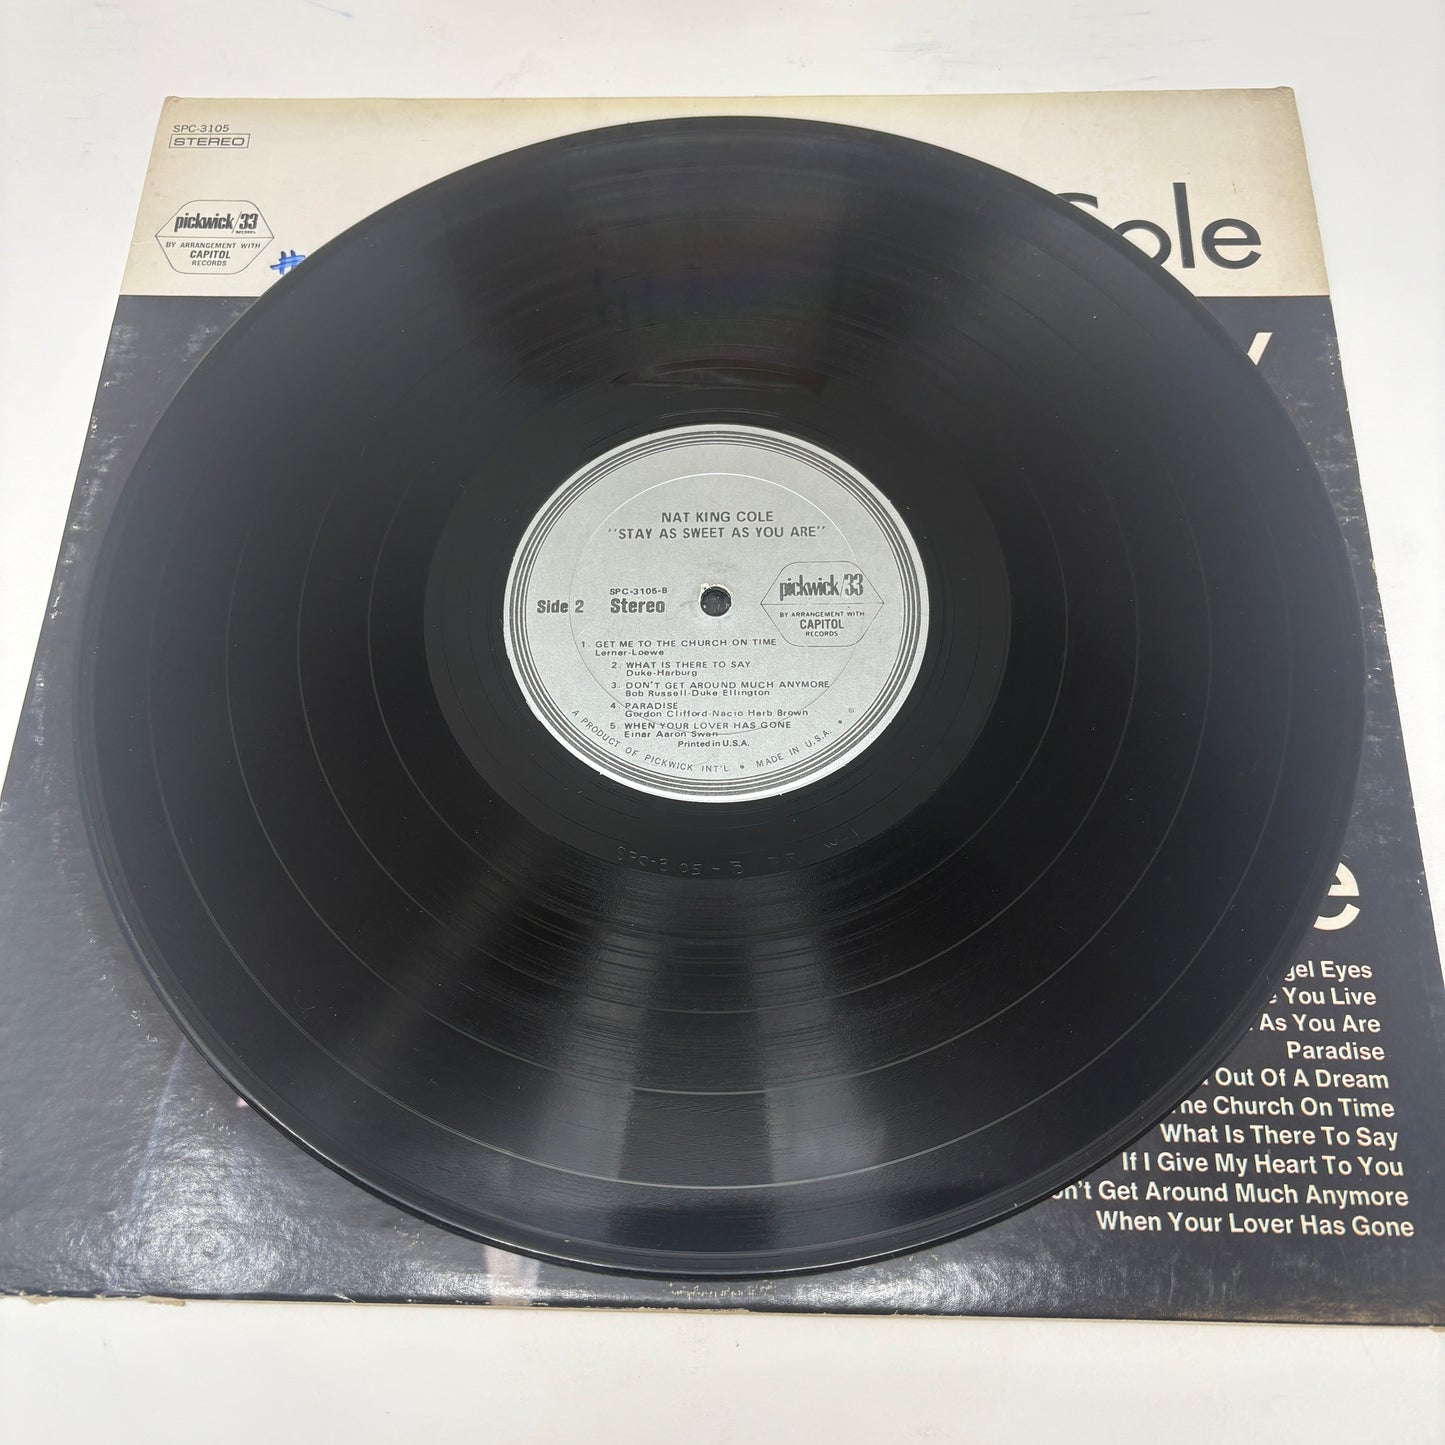 SPC-3105
STEREO
pickwick/33
RECORDS
BY ARRANGEMENT WITH
CAPITOL
RECORDS
#
Cole
y
NAT KING COLE
"STAY AS SWEET AS YOU ARE"
SPC-3105-B
Side 2 Stereo
pickwick/33
BY ARRANGEMENT WITH
CAPITOL
RECORDS
1. GET ME TO THE CHURCH ON TIME
Lerner-Loewe
2. WHAT IS THERE TO SAY
Duke-Harburg
3. DON'T GET AROUND MUCH ANYMORE
Bob Russell-Duke Ellington
4. PARADISE
Gordon Clifford-Nacio Herb Brown
5. WHEN YOUR LOVER HAS GONE
Einar Aaron Swan
Printed in U.S.A.
A PRODUCT OF PICKWICK INT'L. • MADE IN U.S.A. • ©
SPC-3105-B
W-1
e
gel Eyes
e You Live
As You Are
Paradise
Out Of A Dream
he Church On Time
What Is There To Say
If I Give My Heart To You
on't Get Around Much Anymore
When Your Lover Has Gone